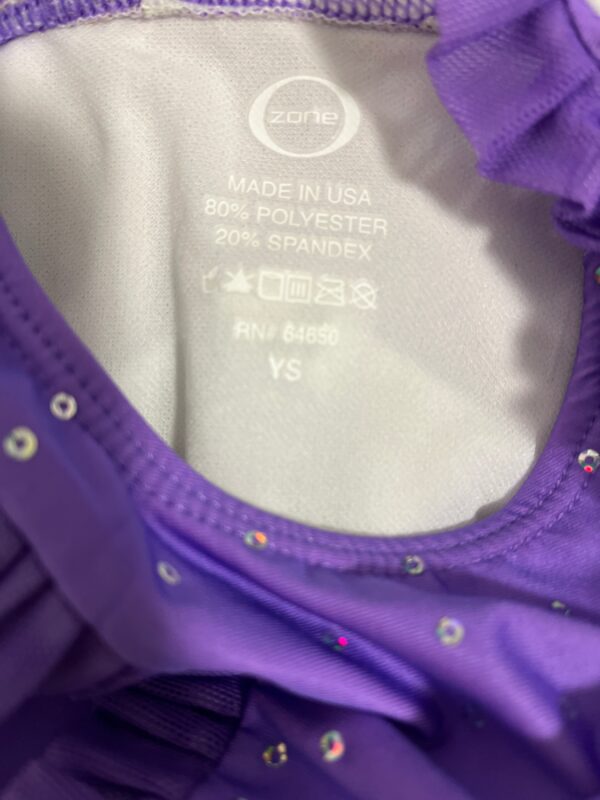 zone
MADE IN USA
80% POLYESTER
20% SPANDEX
RN# 64650
YS